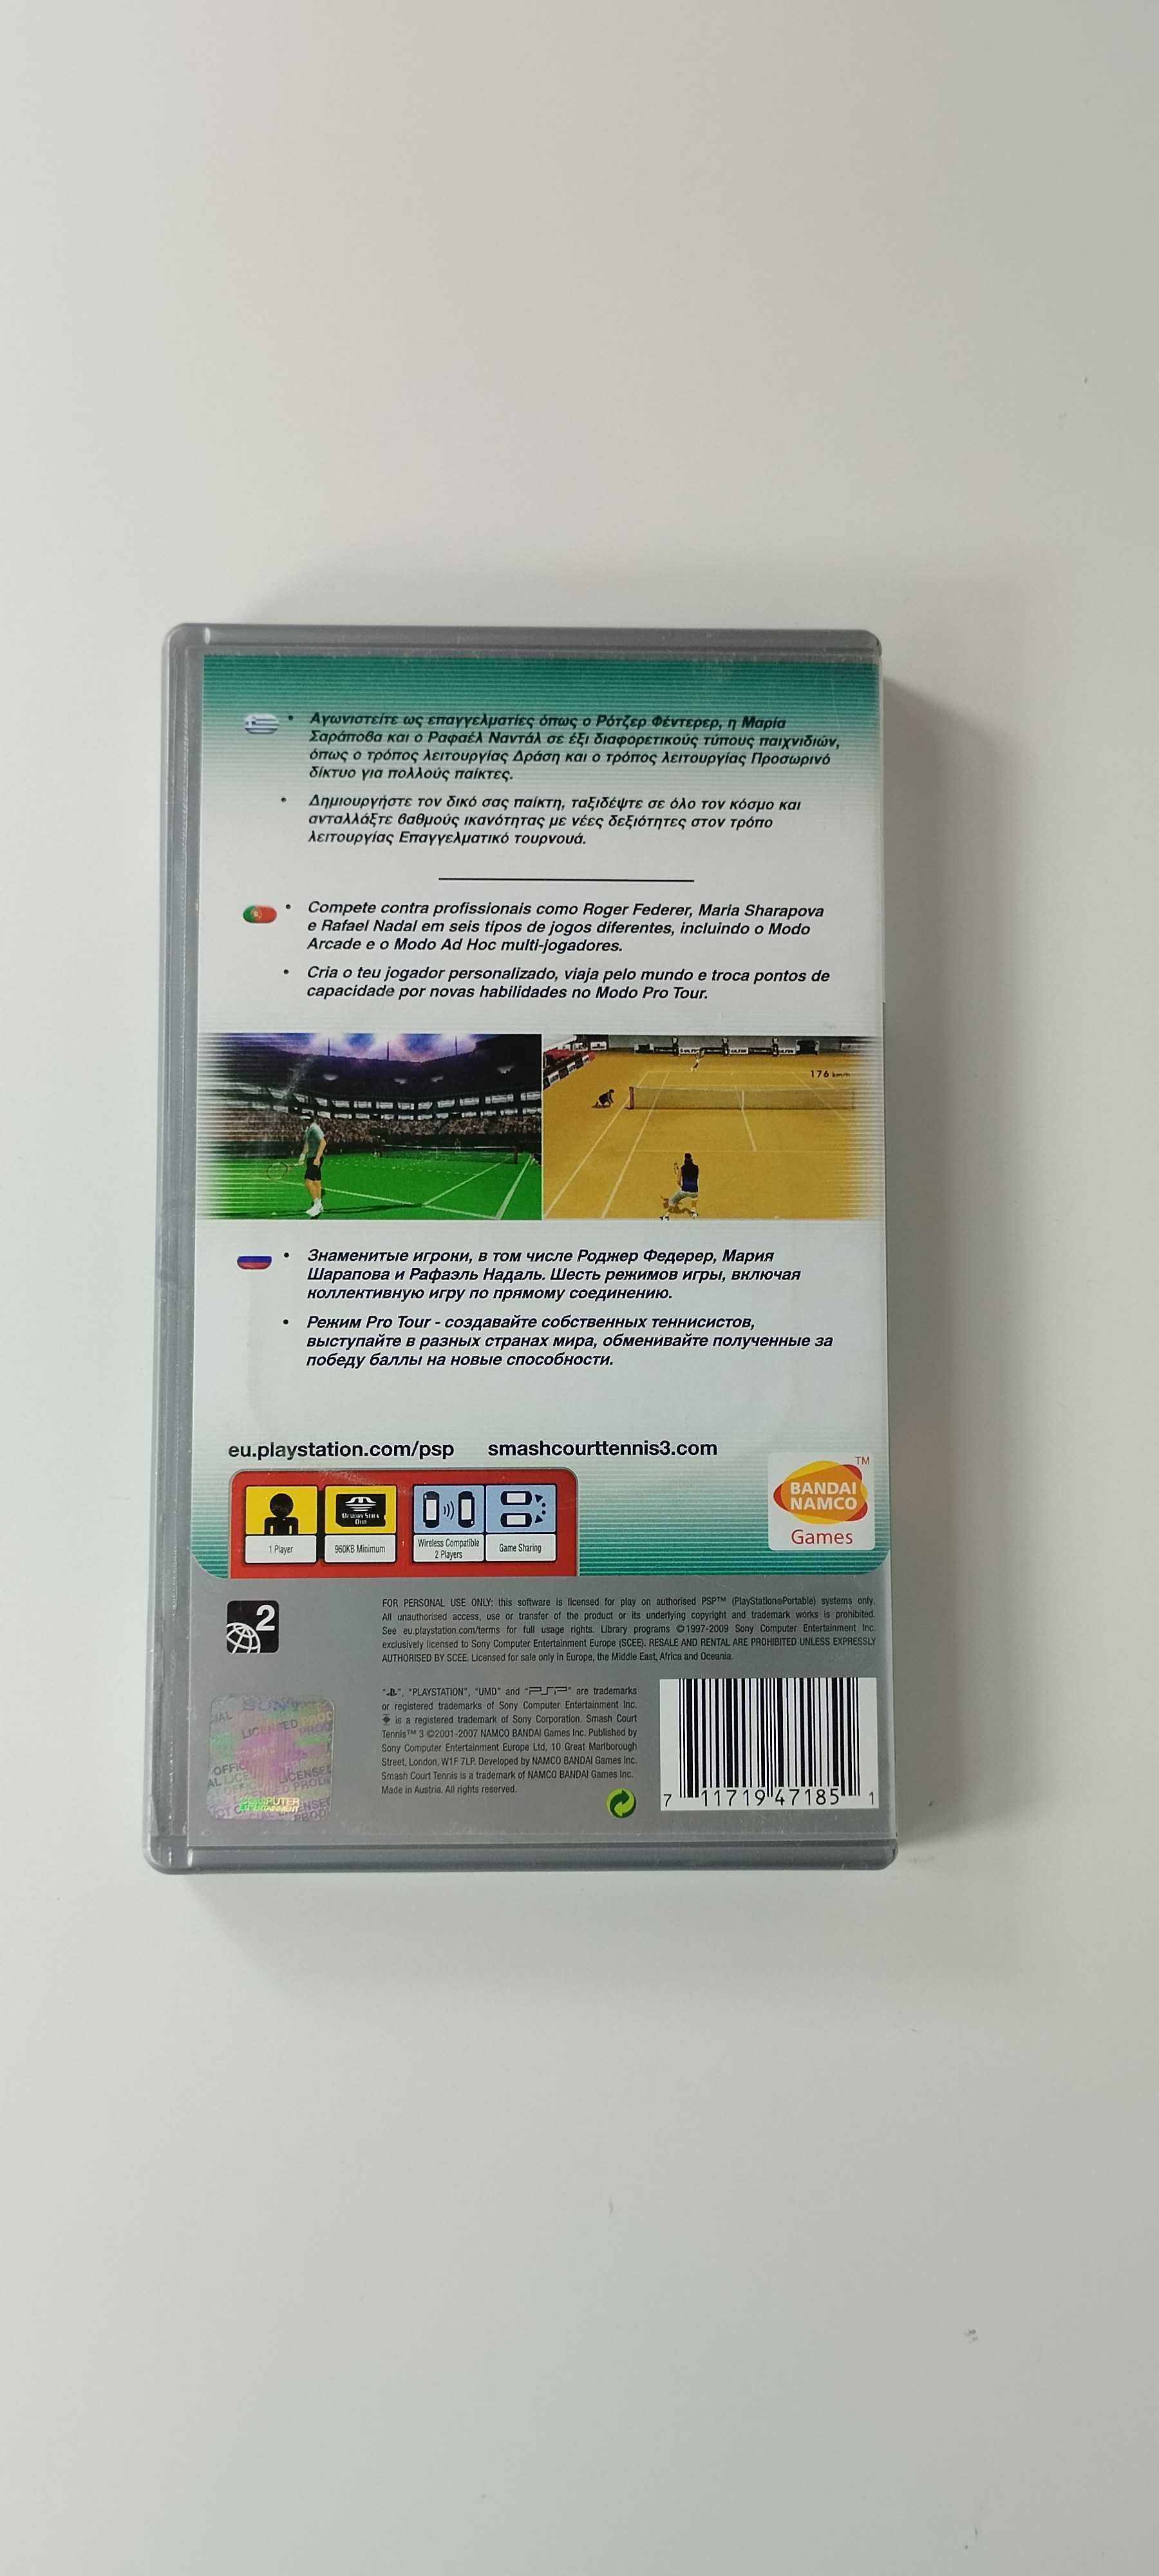 • Αγωνιστείτε ως επαγγελματίες όπως ο Ρότζερ Φέντερερ, η Μαρία
Σαράποβα και ο Ραφαέλ Ναντάλ σε έξι διαφορετικούς τύπους παιχνιδιών,
όπως ο τρόπος λειτουργίας Δράση και ο τρόπος λειτουργίας Προσωρινό
δίκτυο για πολλούς παίκτες.
• Δημιουργήστε τον δικό σας παίκτη, ταξιδέψτε σε όλο τον κόσμο και
ανταλλάξτε βαθμούς ικανότητας με νέες δεξιότητες στον τρόπο
λειτουργίας Επαγγελματικό τουρνουά.
• Compete contra profissionais como Roger Federer, Maria Sharapova
e Rafael Nadal em seis tipos de jogos diferentes, incluindo o Modo
Arcade e o Modo Ad Hoc multi-jogadores.
• Cria o teu jogador personalizado, viaja pelo mundo e troca pontos de
capacidade por novas habilidades no Modo Pro Tour.
176 km/h
• Знаменитые игроки, в том числе Роджер Федерер, Мария
Шарапова и Рафаэль Надаль. Шесть режимов игры, включая
коллективную игру по прямому соединению.
• Режим Pro Tour - создавайте собственных теннисистов,
выступайте в разных странах мира, обменивайте полученные за
победу баллы на новые способности.
eu.playstation.com/psp smashcourttennis3.com
BANDAI
NAMCO
Games
TM
MEMORY STICK
DUO
1 Player
960KB Minimum
Wireless Compatible
2 Players
Game Sharing
2
FOR PERSONAL USE ONLY: this software is licensed for play on authorised PSP™ (PlayStation®Portable) systems only.
All unauthorised access, use or transfer of the product or its underlying copyright and trademark works is prohibited.
See eu.playstation.com/terms for full usage rights. Library programs ©1997-2009 Sony Computer Entertainment Inc.
exclusively licensed to Sony Computer Entertainment Europe (SCEE). RESALE AND RENTAL ARE PROHIBITED UNLESS EXPRESSLY
AUTHORISED BY SCEE. Licensed for sale only in Europe, the Middle East, Africa and Oceania.
" ", "PLAYSTATION", "UMD" and "PSP" are trademarks
or registered trademarks of Sony Computer Entertainment Inc.
is a registered trademark of Sony Corporation. Smash Court
Tennis™ 3 ©2001-2007 NAMCO BANDAI Games Inc. Published by
Sony Computer Entertainment Europe Ltd, 10 Great Marlborough
Street, London, W1F 7LP. Developed by NAMCO BANDAI Games Inc.
Smash Court Tennis is a trademark of NAMCO BANDAI Games Inc.
Made in Austria. All rights reserved.
SONY
LICENSED PROD
COMPUTER
ENTERTAINMENT
7 11719 47185 1